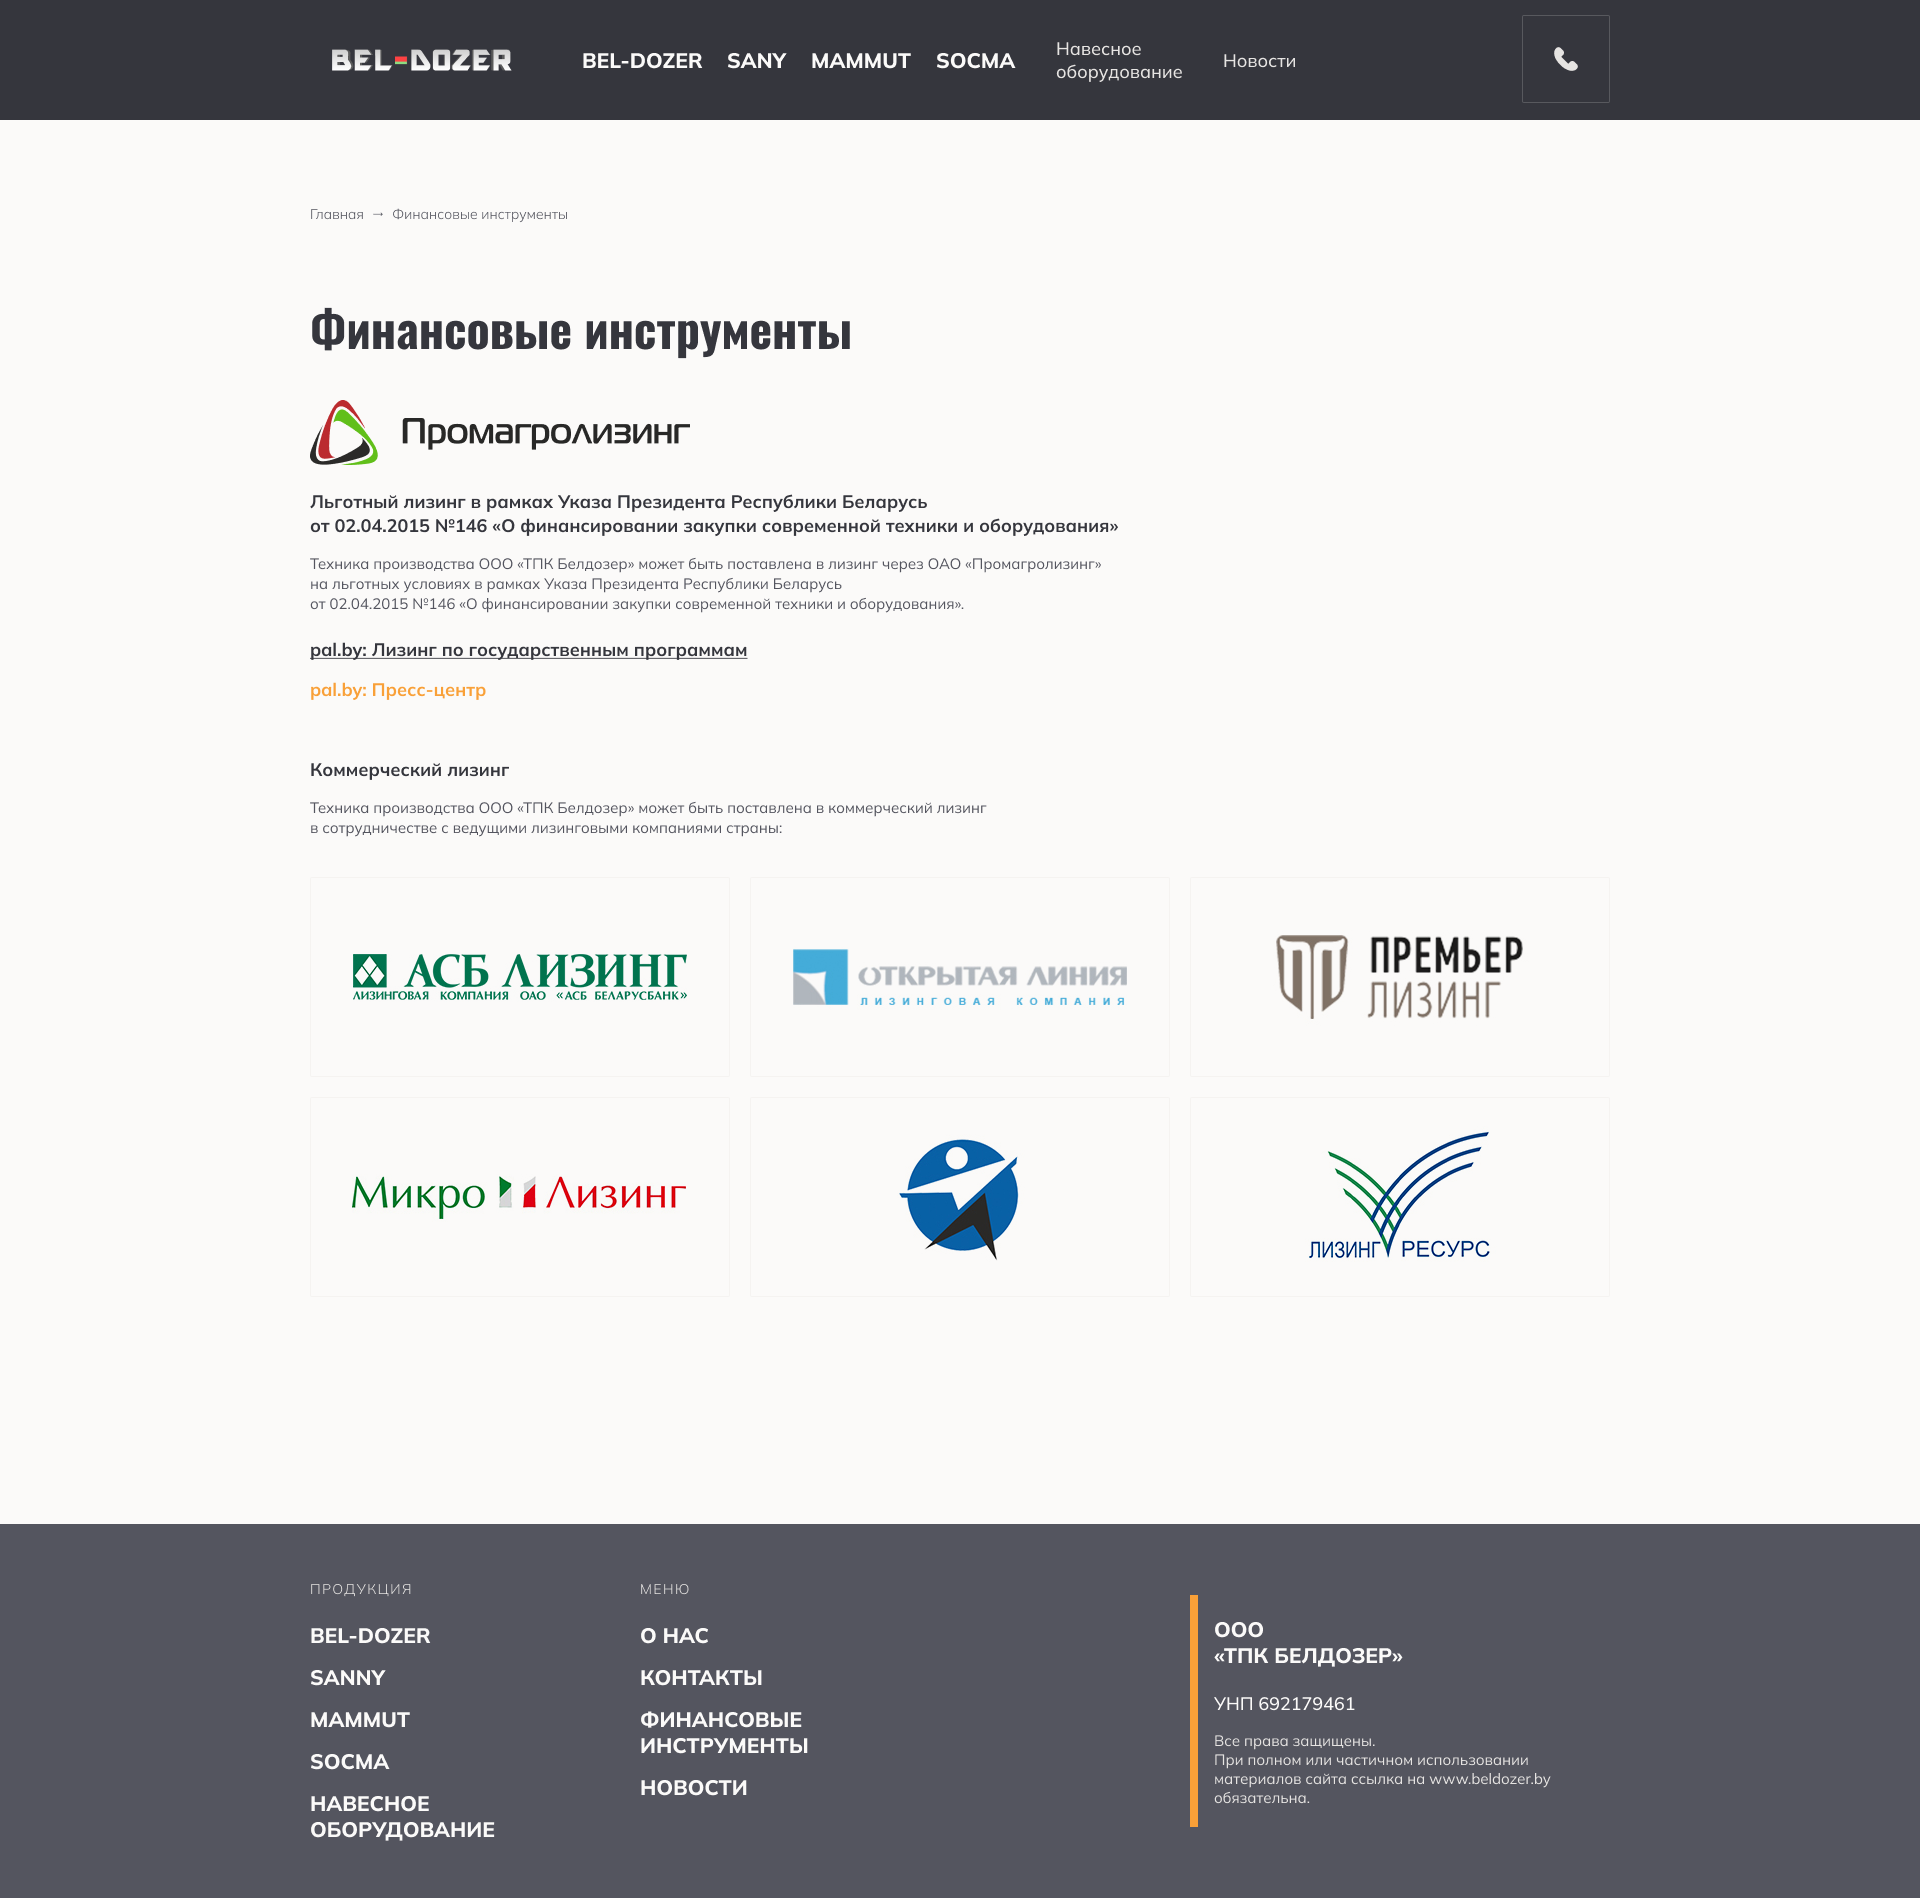 BEL-DOZER
BEL-DOZER SANY MAMMUT SOCMA
Навесное
оборудование
Новости
Главная → Финансовые инструменты
Финансовые инструменты
Промагролизинг
Льготный лизинг в рамках Указа Президента Республики Беларусь
от 02.04.2015 №146 «О финансировании закупки современной техники и оборудования»
Техника производства ООО «ТПК Белдозер» может быть поставлена в лизинг через ОАО «Промагролизинг»
на льготных условиях в рамках Указа Президента Республики Беларусь
от 02.04.2015 №146 «О финансировании закупки современной техники и оборудования».
pal.by: Лизинг по государственным программам
pal.by: Пресс-центр
Коммерческий лизинг
Техника производства ООО «ТПК Белдозер» может быть поставлена в коммерческий лизинг
в сотрудничестве с ведущими лизинговыми компаниями страны:
АСБ ЛИЗИНГ
ЛИЗИНГОВАЯ КОМПАНИЯ ОАО «АСБ БЕЛАРУСБАНК»
ОТКРЫТАЯ ЛИНИЯ
ЛИЗИНГОВАЯ КОМПАНИЯ
ПРЕМЬЕР
ЛИЗИНГ
Микро Лизинг
ЛИЗИНГ РЕСУРС
ПРОДУКЦИЯ
BEL-DOZER
SANNY
MAMMUT
SOCMA
НАВЕСНОЕ
ОБОРУДОВАНИЕ
МЕНЮ
О НАС
КОНТАКТЫ
ФИНАНСОВЫЕ
ИНСТРУМЕНТЫ
НОВОСТИ
ООО
«ТПК БЕЛДОЗЕР»
УНП 692179461
Все права защищены.
При полном или частичном использовании
материалов сайта ссылка на www.beldozer.by
обязательна.